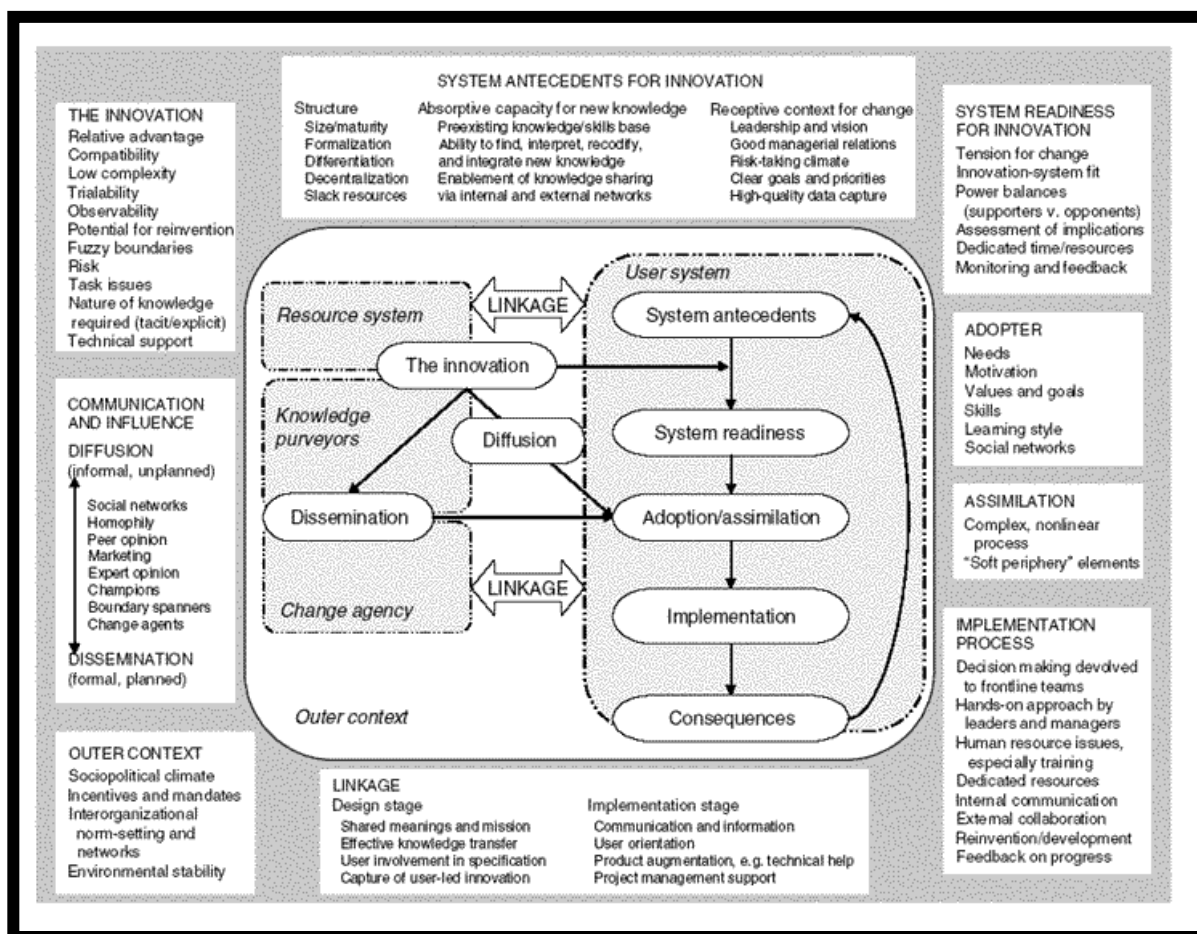 SYSTEM ANTECEDENTS FOR INNOVATION
Structure
Size/maturity
Formalization
Differentiation
Decentralization
Slack resources
Absorptive capacity for new knowledge
Preexisting knowledge/skills base
Ability to find, interpret, recodify,
and integrate new knowledge
Enablement of knowledge sharing
via internal and external networks
Receptive context for change
Leadership and vision
Good managerial relations
Risk-taking climate
Clear goals and priorities
High-quality data capture
THE INNOVATION
Relative advantage
Compatibility
Low complexity
Trialability
Observability
Potential for reinvention
Fuzzy boundaries
Risk
Task issues
Nature of knowledge
required (tacit/explicit)
Technical support
COMMUNICATION
AND INFLUENCE
DIFFUSION
(informal, unplanned)
Social networks
Homophily
Peer opinion
Marketing
Expert opinion
Champions
Boundary spanners
Change agents
DISSEMINATION
(formal, planned)
OUTER CONTEXT
Sociopolitical climate
Incentives and mandates
Interorganizational
norm-setting and
networks
Environmental stability
Resource system
LINKAGE
User system
System antecedents
The innovation
Knowledge
purveyors
Diffusion
System readiness
Dissemination
Adoption/assimilation
LINKAGE
Change agency
Implementation
Outer context
Consequences
LINKAGE
Design stage
Shared meanings and mission
Effective knowledge transfer
User involvement in specification
Capture of user-led innovation
Implementation stage
Communication and information
User orientation
Product augmentation, e.g. technical help
Project management support
SYSTEM READINESS
FOR INNOVATION
Tension for change
Innovation-system fit
Power balances
(supporters v. opponents)
Assessment of implications
Dedicated time/resources
Monitoring and feedback
ADOPTER
Needs
Motivation
Values and goals
Skills
Learning style
Social networks
ASSIMILATION
Complex, nonlinear
process
“Soft periphery” elements
IMPLEMENTATION
PROCESS
Decision making devolved
to frontline teams
Hands-on approach by
leaders and managers
Human resource issues,
especially training
Dedicated resources
Internal communication
External collaboration
Reinvention/development
Feedback on progress